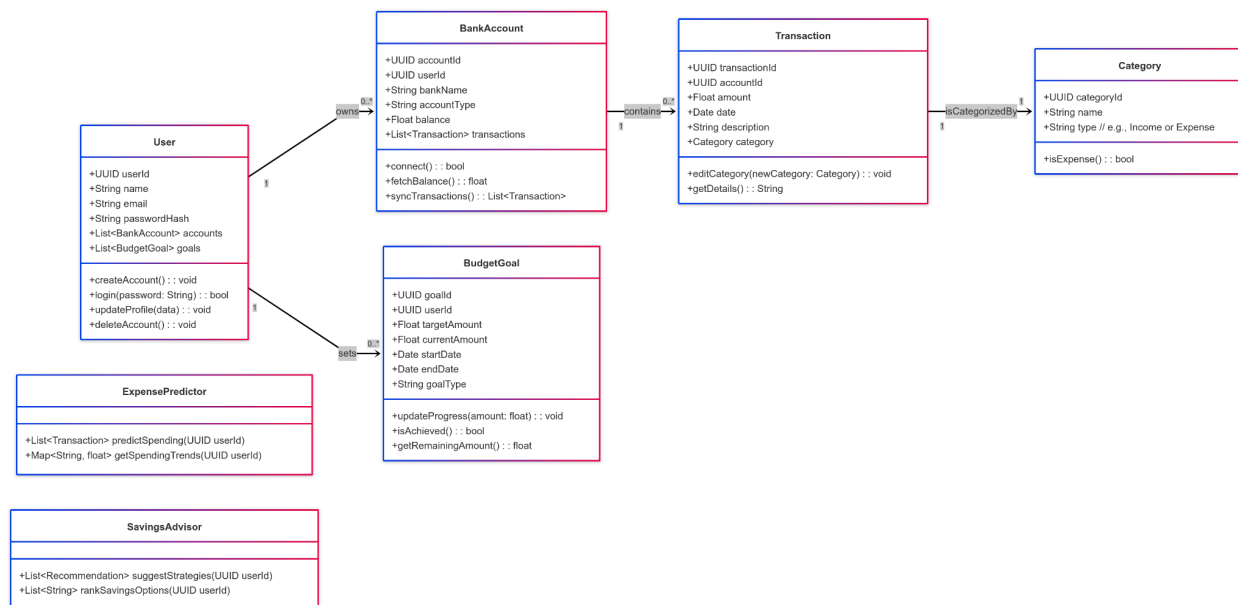 BankAccount
+UUID accountId
+UUID userId
+String bankName
+String accountType
+Float balance
+List<Transaction> transactions
+connect() : : bool
+fetchBalance() : : float
+syncTransactions() : : List<Transaction>
Transaction
+UUID transactionId
+UUID accountId
+Float amount
+Date date
+String description
+Category category
+editCategory(newCategory: Category) : : void
+getDetails() : : String
Category
+UUID categoryId
+String name
+String type // e.g., Income or Expense
+isExpense() : : bool
0..*
owns
1
contains
0..*
1
isCategorizedBy
1
1
User
+UUID userId
+String name
+String email
+String passwordHash
+List<BankAccount> accounts
+List<BudgetGoal> goals
+createAccount() : : void
+login(password: String) : : bool
+updateProfile(data) : : void
+deleteAccount() : : void
1
sets
0..*
BudgetGoal
+UUID goalId
+UUID userId
+Float targetAmount
+Float currentAmount
+Date startDate
+Date endDate
+String goalType
+updateProgress(amount: float) : : void
+isAchieved() : : bool
+getRemainingAmount() : : float
ExpensePredictor
+List<Transaction> predictSpending(UUID userId)
+Map<String, float> getSpendingTrends(UUID userId)
SavingsAdvisor
+List<Recommendation> suggestStrategies(UUID userId)
+List<String> rankSavingsOptions(UUID userId)